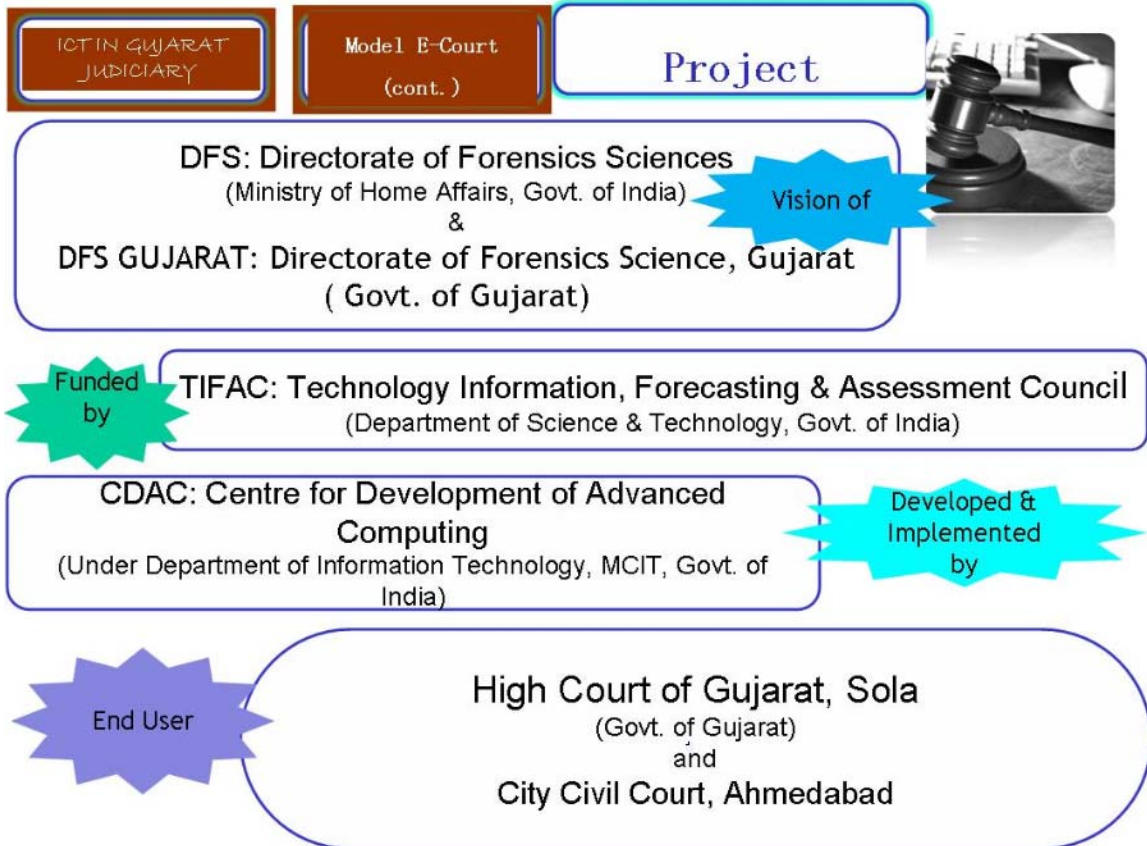 ICT IN GUJARAT
JUDICIARY
Model E-Court
(cont.)
Project
DFS: Directorate of Forensics Sciences
(Ministry of Home Affairs, Govt. of India)
&
DFS GUJARAT: Directorate of Forensics Science, Gujarat
( Govt. of Gujarat)
Vision of
Funded
by
TIFAC: Technology Information, Forecasting & Assessment Council
(Department of Science & Technology, Govt. of India)
CDAC: Centre for Development of Advanced
Computing
(Under Department of Information Technology, MCIT, Govt. of
India)
Developed &
Implemented
by
End User
High Court of Gujarat, Sola
(Govt. of Gujarat)
and
City Civil Court, Ahmedabad